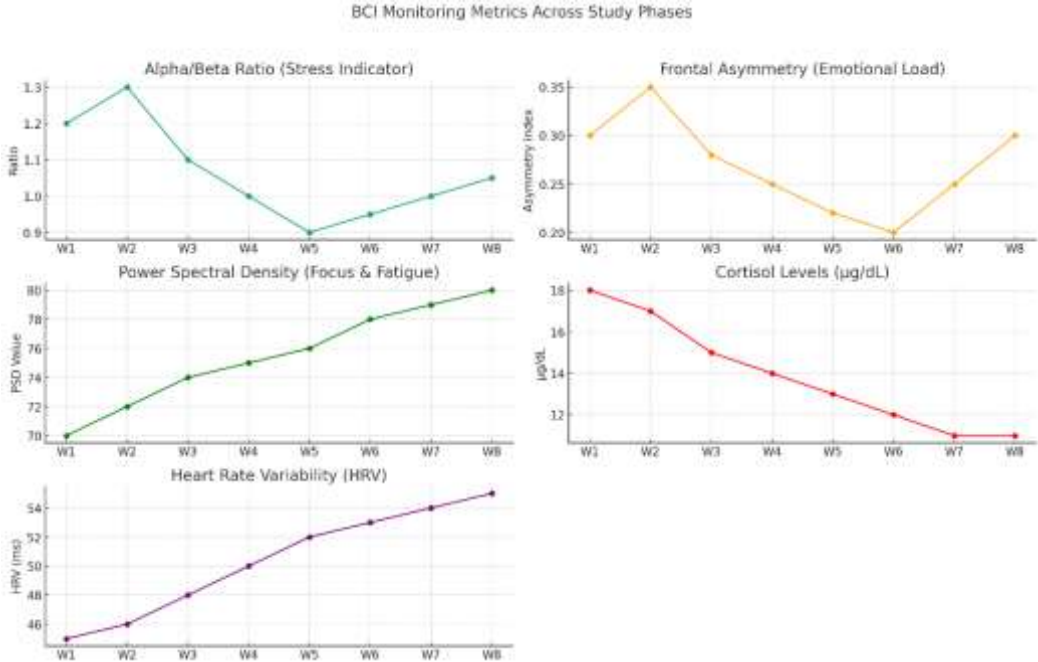 BCI Monitoring Metrics Across Study Phases
Alpha/Beta Ratio (Stress Indicator)
Ratio
1.3
1.2
1.1
1.0
0.9
W1 W2 W3 W4 W5 W6 W7 W8
Frontal Asymmetry (Emotional Load)
Asymmetry Index
0.35
0.30
0.25
0.20
W1 W2 W3 W4 W5 W6 W7 W8
Power Spectral Density (Focus & Fatigue)
PSD Value
80
78
76
74
72
70
W1 W2 W3 W4 W5 W6 W7 W8
Cortisol Levels (μg/dL)
μg/dL
18
16
14
12
W1 W2 W3 W4 W5 W6 W7 W8
Heart Rate Variability (HRV)
HRV (ms)
54
52
50
48
46
W1 W2 W3 W4 W5 W6 W7 W8